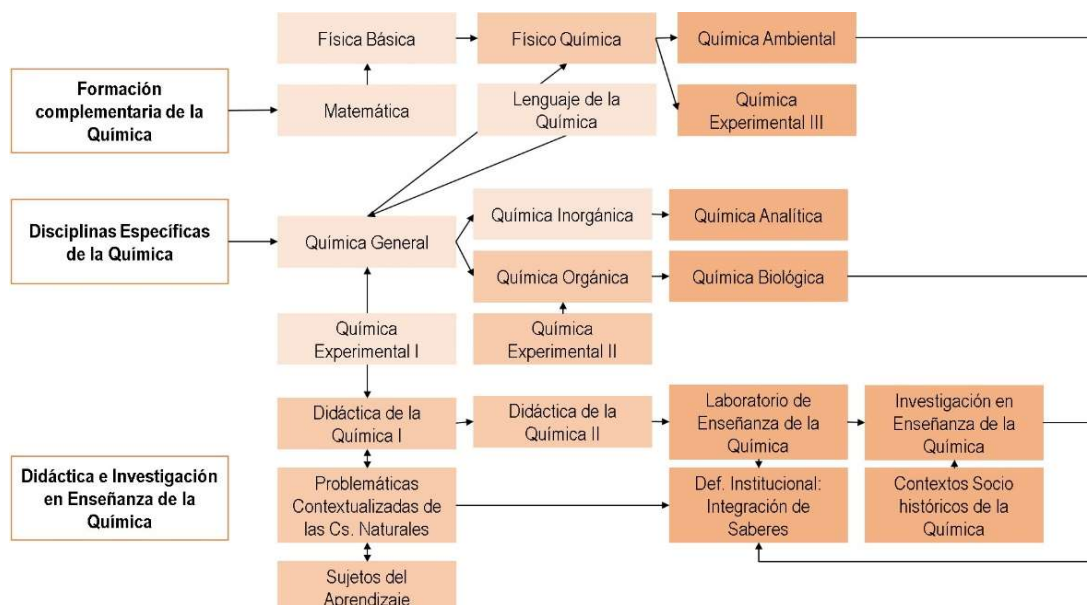 Física Básica
Físico Química
Química Ambiental
Formación
complementaria de la
Química
Matemática
Lenguaje de la
Química
Química
Experimental III
Disciplinas Específicas
de la Química
Química General
Química Inorgánica
Química Analítica
Química Orgánica
Química Biológica
Química
Experimental I
Química
Experimental II
Didáctica e Investigación
en Enseñanza de la
Química
Didáctica de la
Química I
Didáctica de la
Química II
Laboratorio de
Enseñanza de la
Química
Investigación en
Enseñanza de la
Química
Problemáticas
Contextualizadas de
las Cs. Naturales
Def. Institucional:
Integración de
Saberes
Contextos Socio
históricos de la
Química
Sujetos del
Aprendizaje